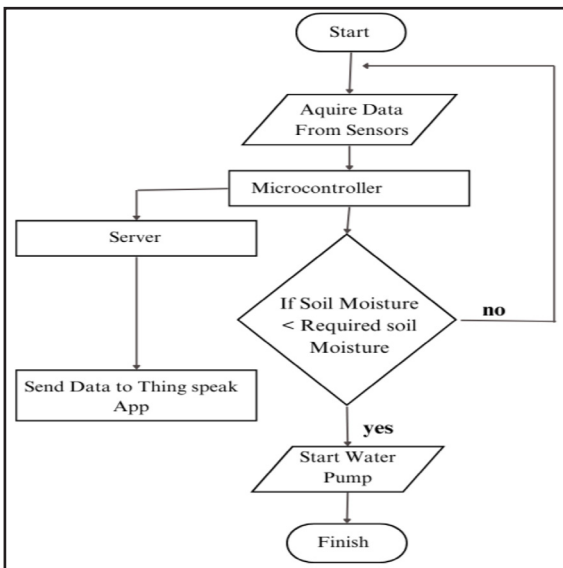 Start
Aquire Data
From Sensors
Microcontroller
Server
If Soil Moisture
< Required soil
Moisture
no
Send Data to Thing speak
App
yes
Start Water
Pump
Finish